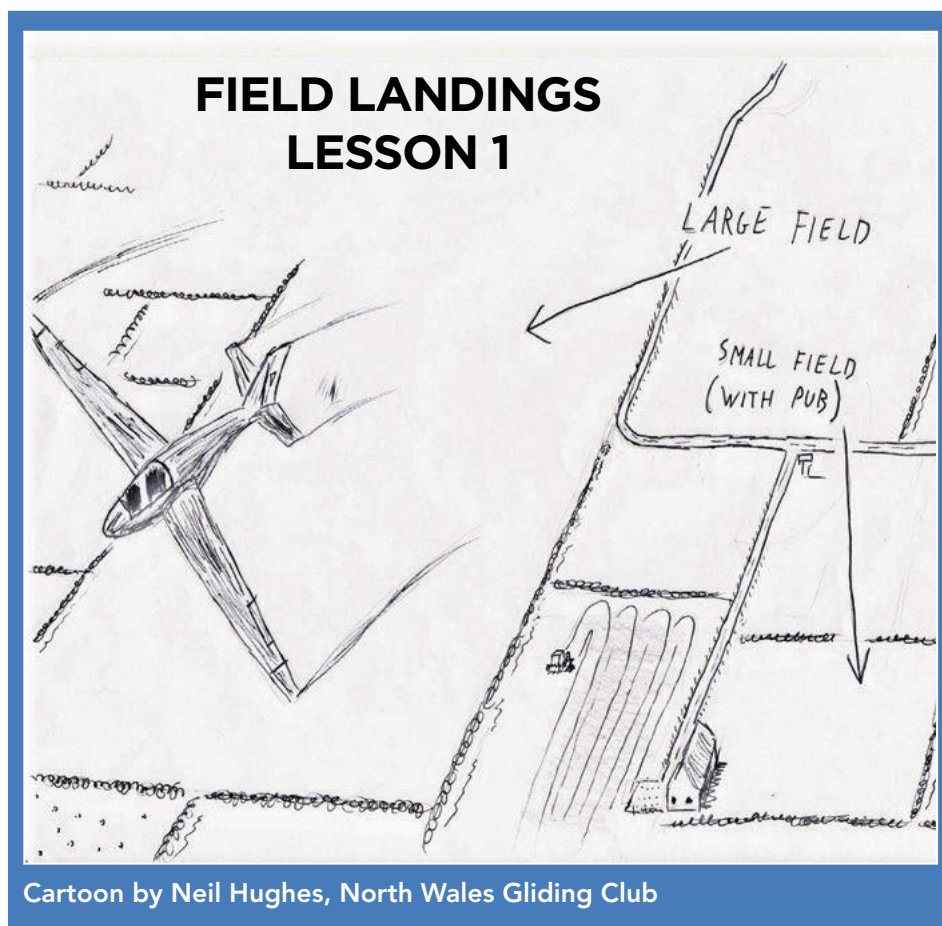 FIELD LANDINGS
LESSON 1
LARGE FIELD
SMALL FIELD
(WITH PUB)
Cartoon by Neil Hughes, North Wales Gliding Club